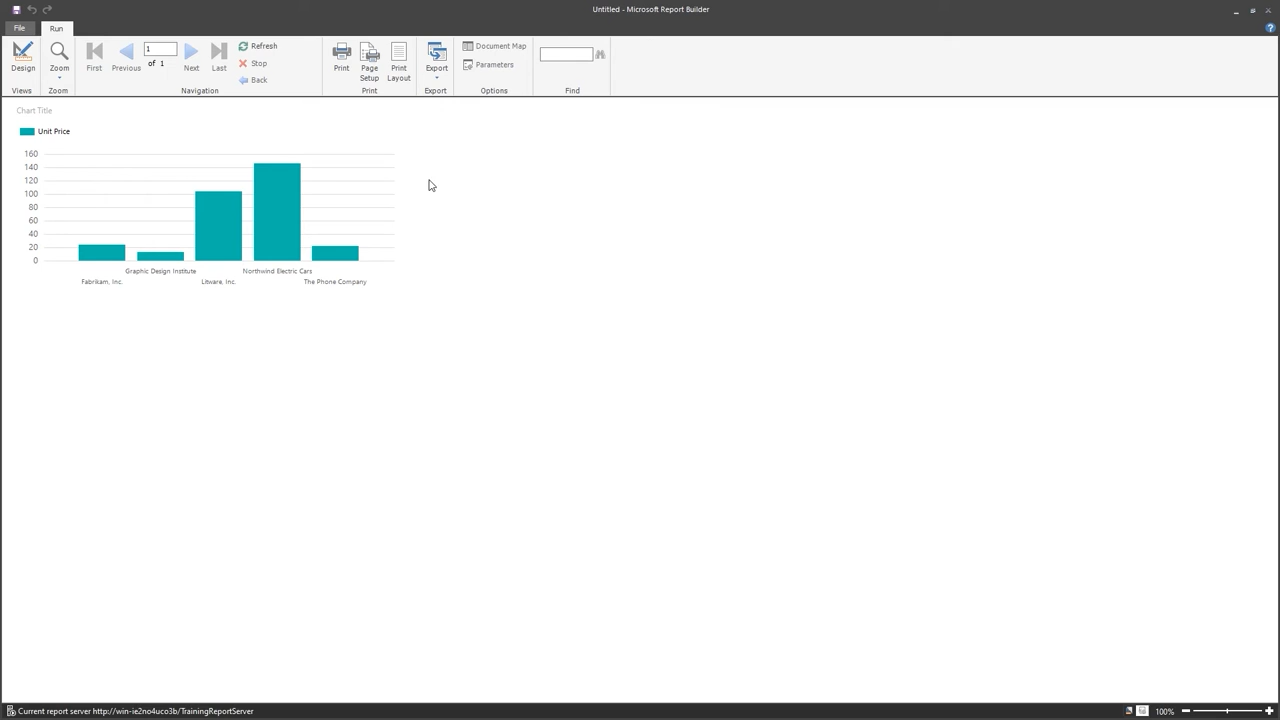 Untitled - Microsoft Report Builder
File Run
Design
Zoom
First Previous 1 of 1 Next Last
Refresh
Stop
Back
Print Page Setup Print Layout
Export
Document Map
Parameters
Views Zoom Navigation Print Export Options Find
Chart Title
Unit Price
160
140
120
100
80
60
40
20
0
Graphic Design Institute Northwind Electric Cars
Fabrikam, Inc. Litware, Inc. The Phone Company
Current report server http://win-ie2no4uco3b/TrainingReportServer 100%